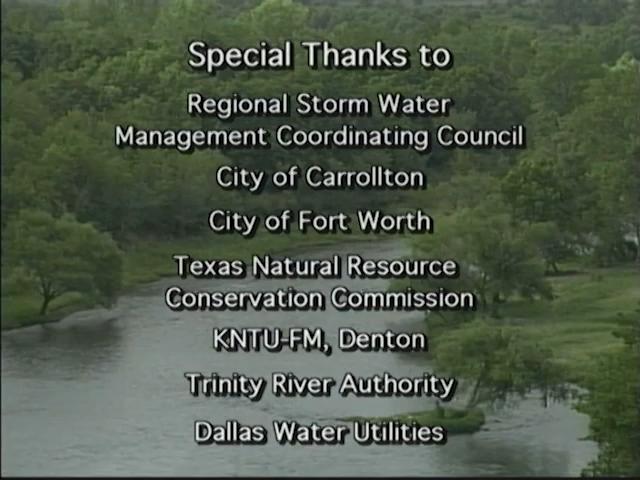 Special Thanks to
Regional Storm Water
Management Coordinating Council
City of Carrollton
City of Fort Worth
Texas Natural Resource
Conservation Commission
KNTU-FM, Denton
Trinity River Authority
Dallas Water Utilities